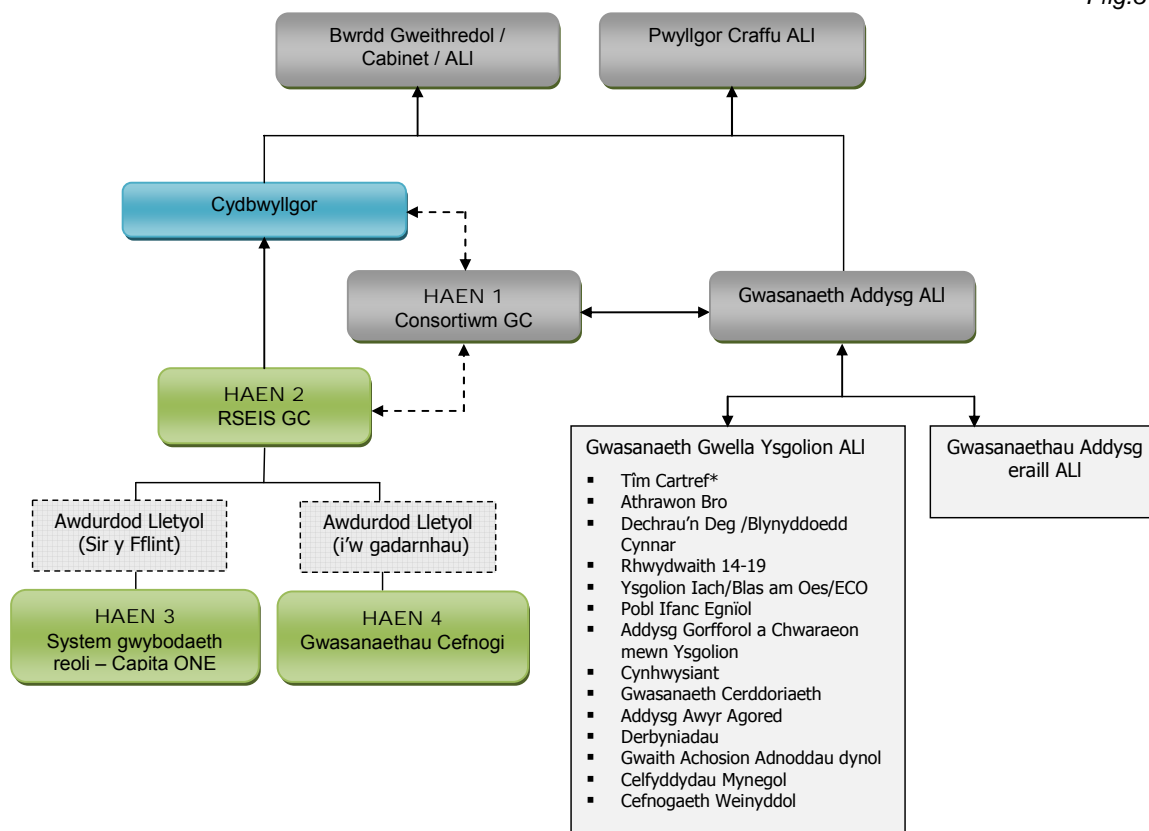 Ffig.3
Bwrdd Gweithredol /
Cabinet / ALl
Pwyllgor Craffu ALl
Cydbwyllgor
HAEN 1
Consortiwm GC
Gwasanaeth Addysg ALl
HAEN 2
RSEIS GC
Awdurdod Lletyol
(Sir y Fflint)
Awdurdod Lletyol
(i'w gadarnhau)
HAEN 3
System gwybodaeth
reoli – Capita ONE
HAEN 4
Gwasanaethau Cefnogi
Gwasanaeth Gwella Ysgolion ALl
▪ Tîm Cartref*
▪ Athrawon Bro
▪ Dechrau'n Deg /Blynyddoedd
Cynnar
▪ Rhwydwaith 14-19
▪ Ysgolion Iach/Blas am Oes/ECO
▪ Pobl Ifanc Egnïol
▪ Addysg Gorfforol a Chwaraeon
mewn Ysgolion
▪ Cynhwysiant
▪ Gwasanaeth Cerddoriaeth
▪ Addysg Awyr Agored
▪ Derbyniadau
▪ Gwaith Achosion Adnoddau dynol
▪ Celfyddydau Mynegol
▪ Cefnogaeth Weinyddol
Gwasanaethau Addysg
eraill ALl